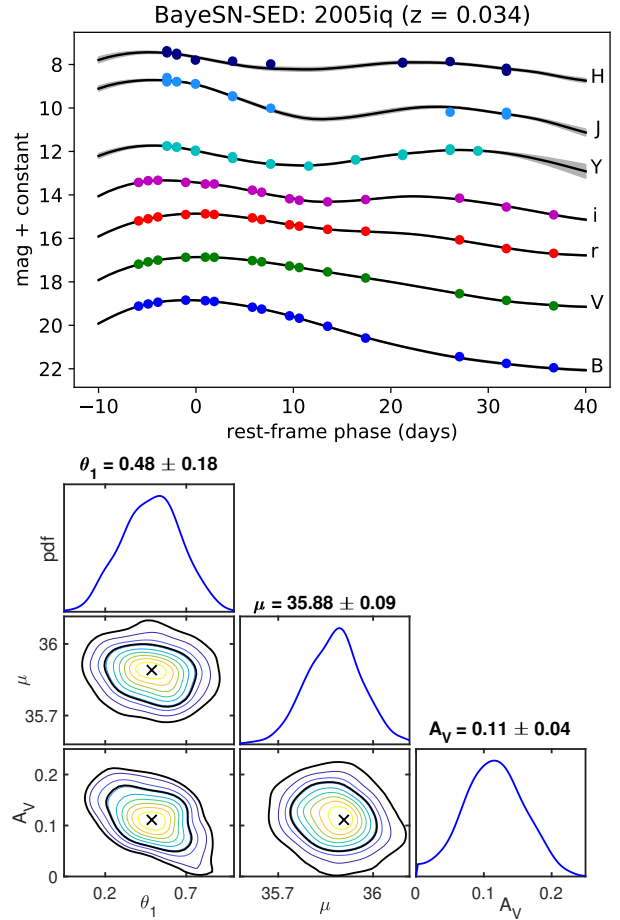 BayeSN-SED: 2005iq (z = 0.034)
mag + constant
8
10
12
14
16
18
20
22
H
J
Y
i
r
V
B
−10 0 10 20 30 40
rest-frame phase (days)
θ1 = 0.48 ± 0.18
pdf
μ = 35.88 ± 0.09
μ
36
35.7
AV = 0.11 ± 0.04
AV
0.2
0.1
0
0.2 0.7
θ1
35.7 36
μ
0 0.1 0.2
AV